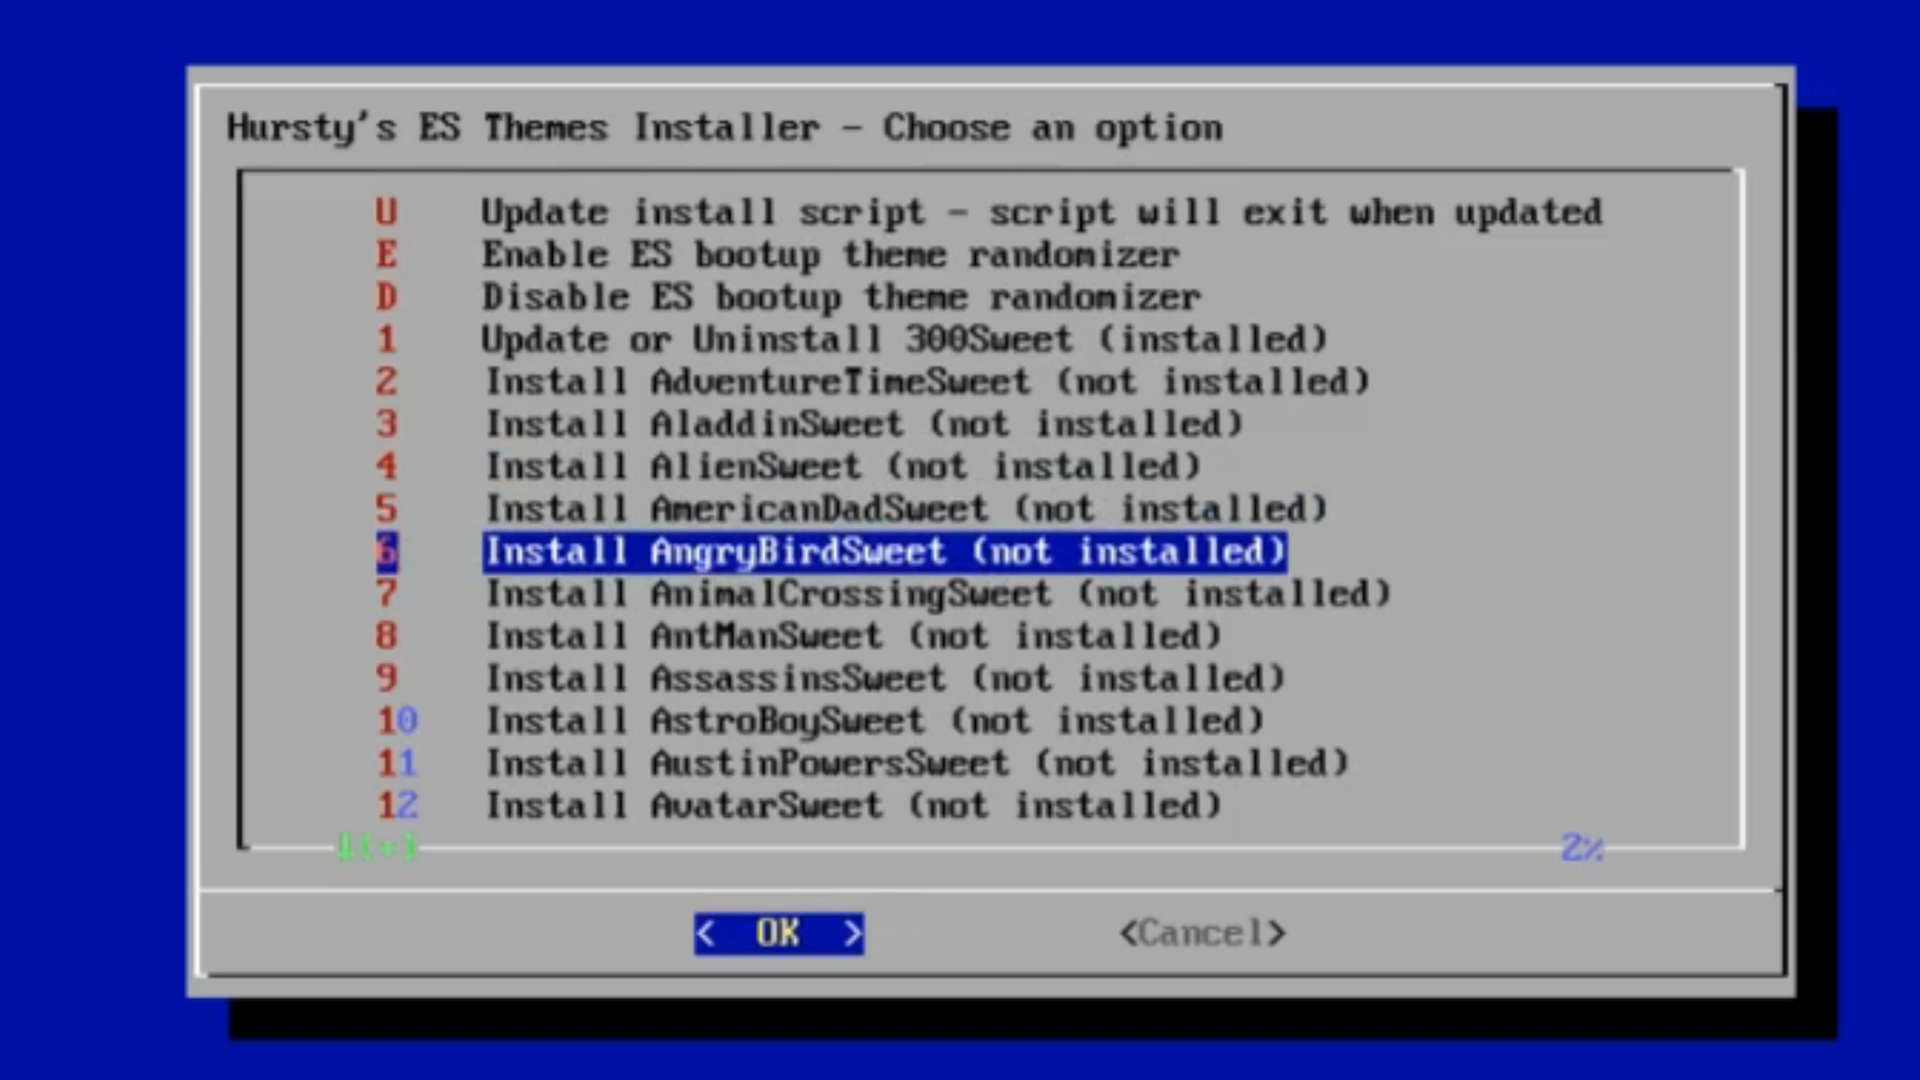 Hursty's ES Themes Installer - Choose an option
U Update install script - script will exit when updated
E Enable ES bootup theme randomizer
D Disable ES bootup theme randomizer
1 Update or Uninstall 300Sweet (installed)
2 Install AdventureTimeSweet (not installed)
3 Install AladdinSweet (not installed)
4 Install AlienSweet (not installed)
5 Install AmericanDadSweet (not installed)
6 Install AngryBirdSweet (not installed)
7 Install AnimalCrossingSweet (not installed)
8 Install AntManSweet (not installed)
9 Install AssassinsSweet (not installed)
10 Install AstroBoySweet (not installed)
11 Install AustinPowersSweet (not installed)
12 Install AvatarSweet (not installed)
↓(+) 2%
< OK > <Cancel>